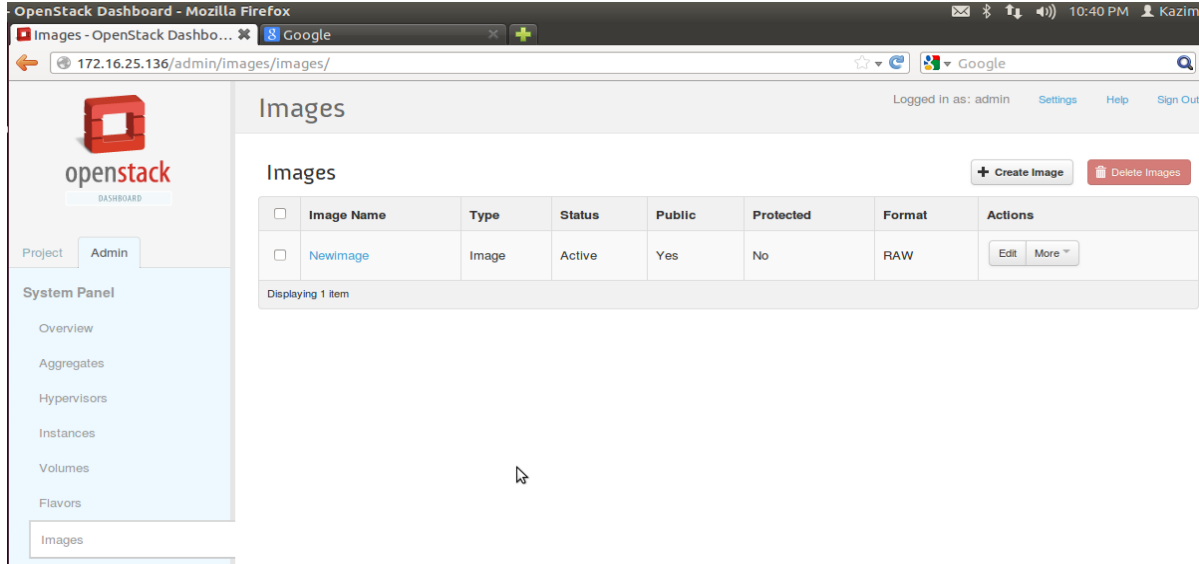 - OpenStack Dashboard - Mozilla Firefox
10:40 PM Kazim
Images - OpenStack Dashbo...
Google
172.16.25.136/admin/images/images/
Google
openstack
DASHBOARD
Project Admin
System Panel
Overview
Aggregates
Hypervisors
Instances
Volumes
Flavors
Images
Images
Logged in as: admin Settings Help Sign Out
Images
Create Image Delete Images
Image Name Type Status Public Protected Format Actions
Newimage Image Active Yes No RAW Edit More
Displaying 1 item